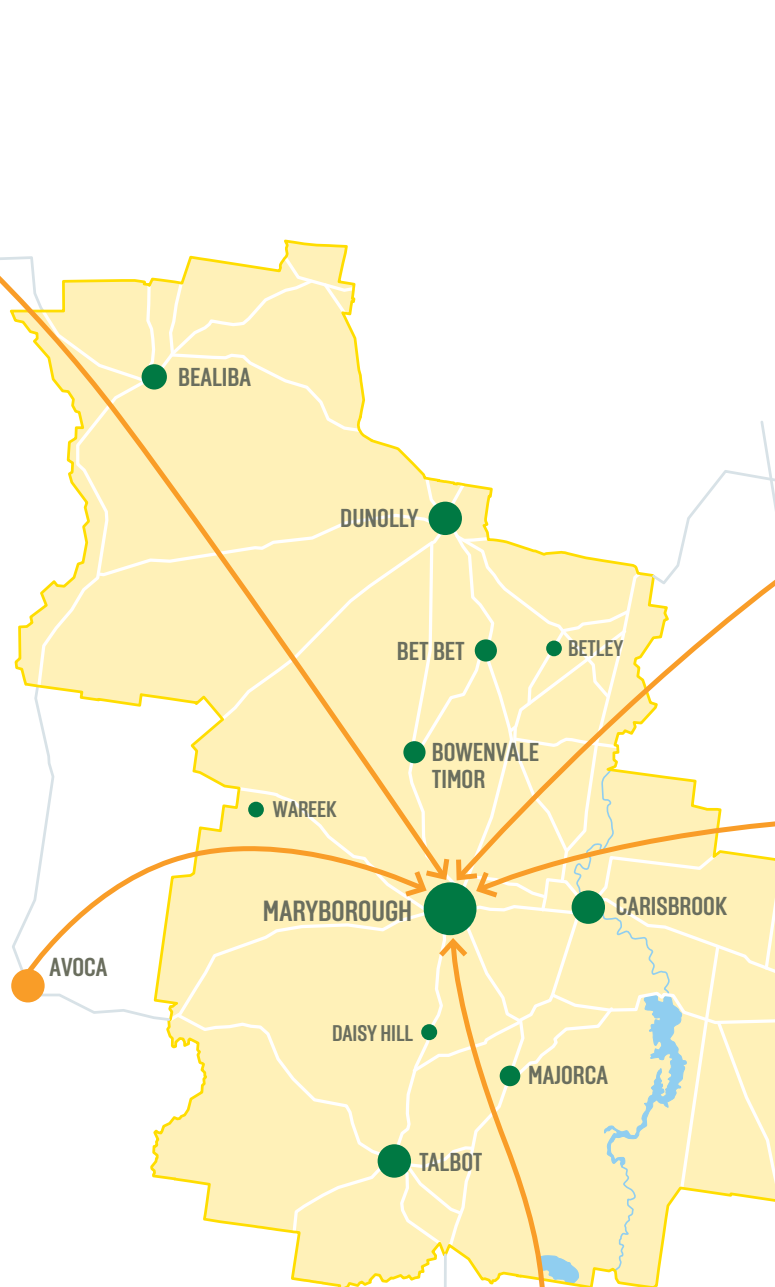 BEALIBA
DUNOLLY
BET BET
BETLEY
BOWENVALE
TIMOR
WAREEK
MARYBOROUGH
CARISBROOK
AVOCA
DAISY HILL
MAJORCA
TALBOT